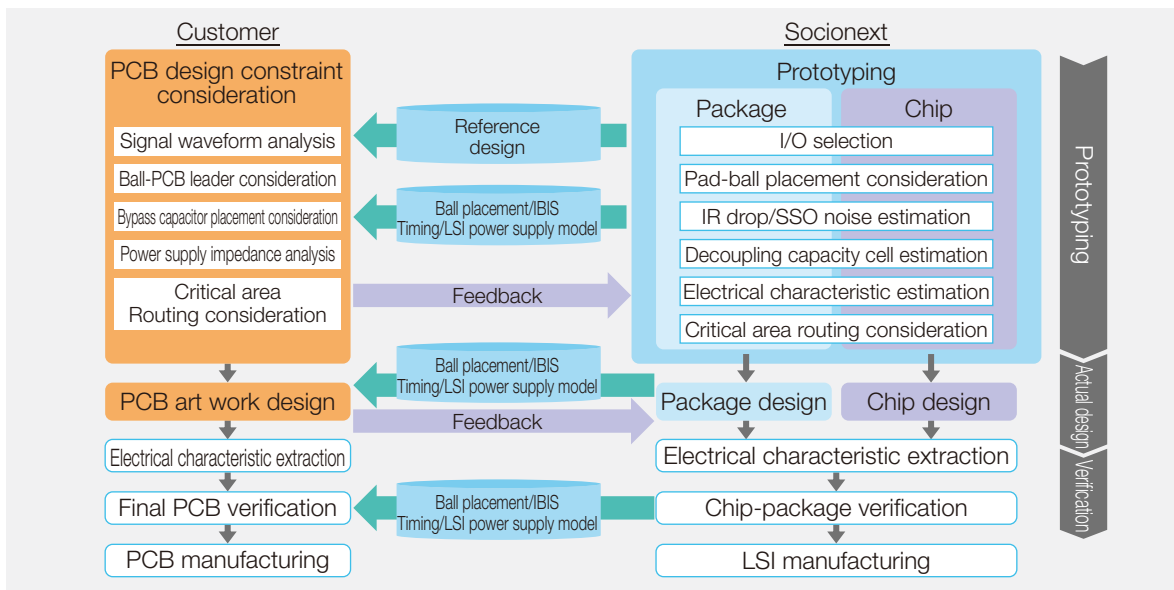 Customer
PCB design constraint
consideration
Signal waveform analysis
Ball-PCB leader consideration
Bypass capacitor placement consideration
Power supply impedance analysis
Critical area
Routing consideration
PCB art work design
Electrical characteristic extraction
Final PCB verification
PCB manufacturing
Reference
design
Ball placement/IBIS
Timing/LSI power supply model
Feedback
Ball placement/IBIS
Timing/LSI power supply model
Feedback
Ball placement/IBIS
Timing/LSI power supply model
Socionext
Prototyping
Package
Chip
I/O selection
Pad-ball placement consideration
IR drop/SSO noise estimation
Decoupling capacity cell estimation
Electrical characteristic estimation
Critical area routing consideration
Package design
Chip design
Electrical characteristic extraction
Chip-package verification
LSI manufacturing
Prototyping
Actual design
Verification